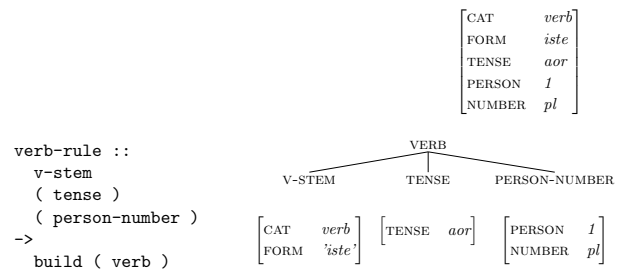 CAT verb
FORM iste
TENSE aor
PERSON 1
NUMBER pl
verb-rule ::
v-stem
( tense )
( person-number )
->
build ( verb )
VERB
V-STEM TENSE PERSON-NUMBER
CAT verb
FORM 'iste'
TENSE aor
PERSON 1
NUMBER pl